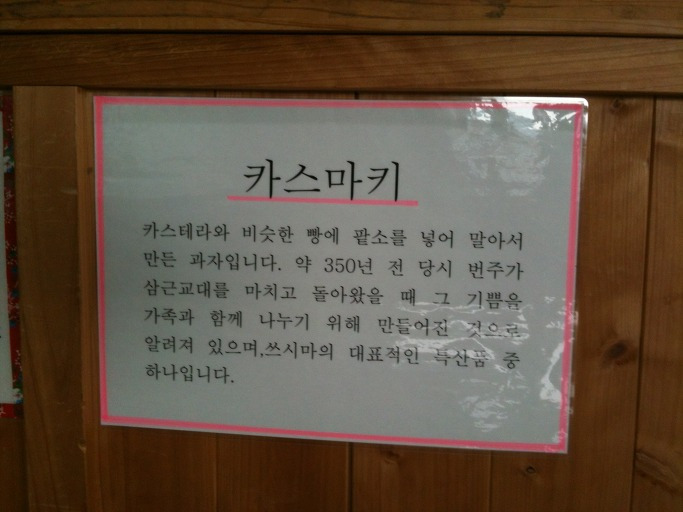 카스마키
카스테라와 비슷한 빵에 팥소를 넣어 말아서
만든 과자입니다. 약 350년 전 당시 번주가
삼근교대를 마치고 돌아왔을 때 그 기쁨을
가족과 함께 나누기 위해 만들어진 것으로
알려져 있으며,쓰시마의 대표적인 특산품 중
하나입니다.